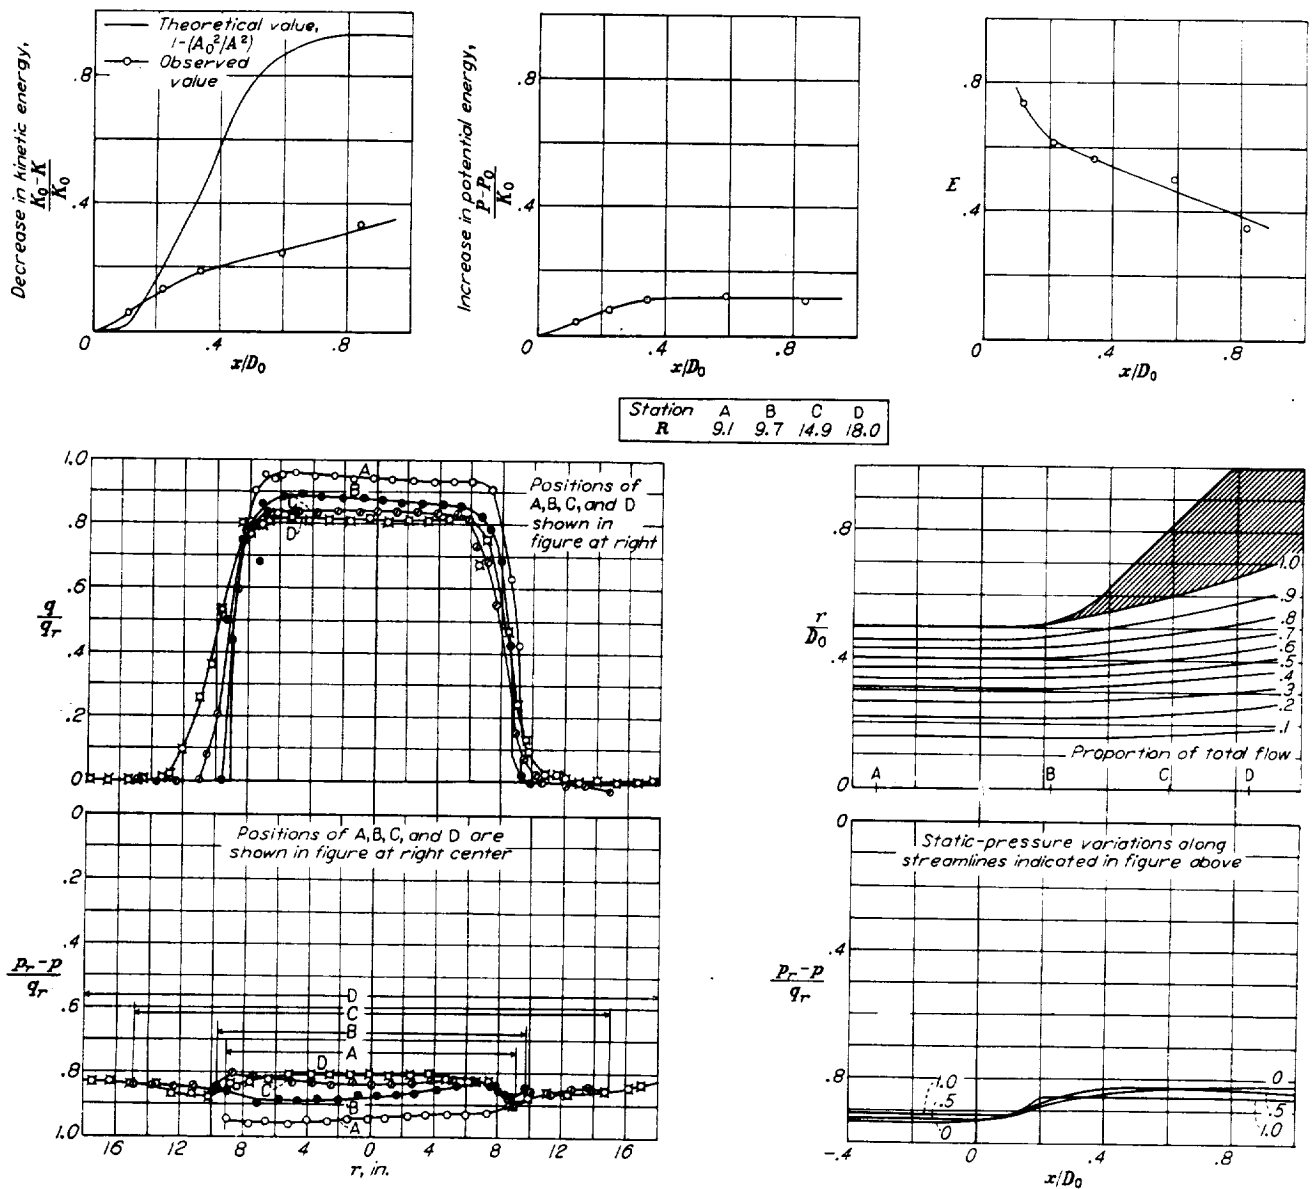 Theoretical value,
1-(A₀²/A²)
Observed
value
Decrease in kinetic energy,
K₀-K
K₀
.8
.4
0
0 .4 .8
x/D₀
Increase in potential energy,
P-P₀
K₀
.8
.4
0 .4 .8
x/D₀
E
.8
.4
0
0 .4 .8
x/D₀
Station A B C D
R 9.1 9.7 14.9 18.0
1.0
.8
.6
.4
.2
0
q
qᵣ
A
B
C
D
Positions of
A,B,C, and D
shown in
figure at right
r
D₀
.8
.4
0
1.0
.9
.8
.7
.6
.5
.4
.3
.2
.1
Proportion of total flow
A B C D
0
.2
.4
.6
.8
1.0
pᵣ-p
qᵣ
Positions of A,B,C, and D are
shown in figure at right center
D
C
B
A
D
C
B
A
16 12 8 4 0 4 8 12 16
r, in.
0
.4
.8
pᵣ-p
qᵣ
Static-pressure variations along
streamlines indicated in figure above
1.0
.5
0
0
.5
1.0
-.4 0 .4 .8
x/D₀